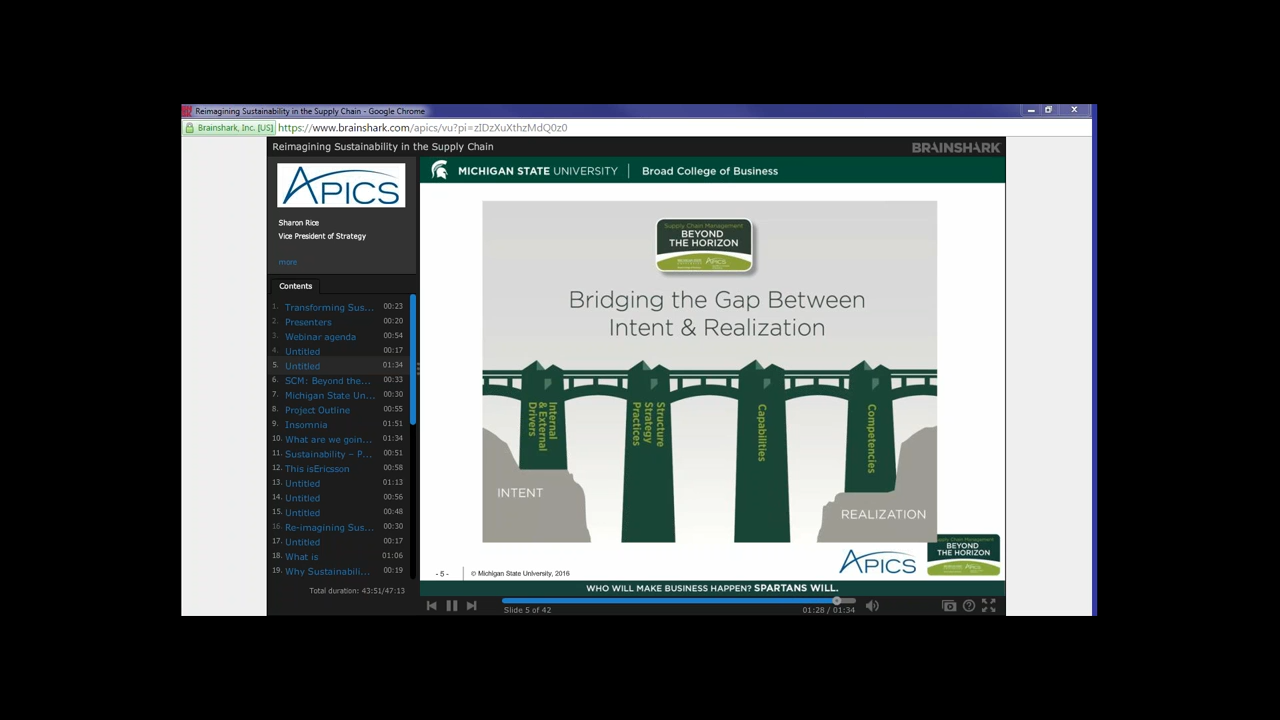 Reimagining Sustainability in the Supply Chain - Google Chrome
Brainshark, Inc. [US] https://www.brainshark.com/apics/vu?pi=zIDzXuXthzMdQ0z0
Reimagining Sustainability in the Supply Chain
BRAINSHARK
APICS
Sharon Rice
Vice President of Strategy
more
Contents
1. Transforming Sus... 00:23
2. Presenters 00:20
3. Webinar agenda 00:54
4. Untitled 00:17
5. Untitled 01:34
6. SCM: Beyond the... 00:33
7. Michigan State Un... 00:30
8. Project Outline 00:55
9. Insomnia 01:51
10. What are we goin... 01:34
11. Sustainability – P... 00:51
12. This isEricsson 00:58
13. Untitled 01:13
14. Untitled 00:56
15. Untitled 00:48
16. Re-imagining Sus... 00:30
17. Untitled 00:17
18. What is 01:06
19. Why Sustainabili... 00:19
Total duration: 43:51/47:13
MICHIGAN STATE UNIVERSITY | Broad College of Business
Supply Chain Management
BEYOND
THE HORIZON
APICS
Bridging the Gap Between
Intent & Realization
Internal
& External
Drivers
Structure
Strategy
Practices
Capabilities
Competencies
INTENT
REALIZATION
APICS
Supply Chain Management
BEYOND
THE HORIZON
- 5 - © Michigan State University, 2016
WHO WILL MAKE BUSINESS HAPPEN? SPARTANS WILL.
Slide 5 of 42
01:28 / 01:34